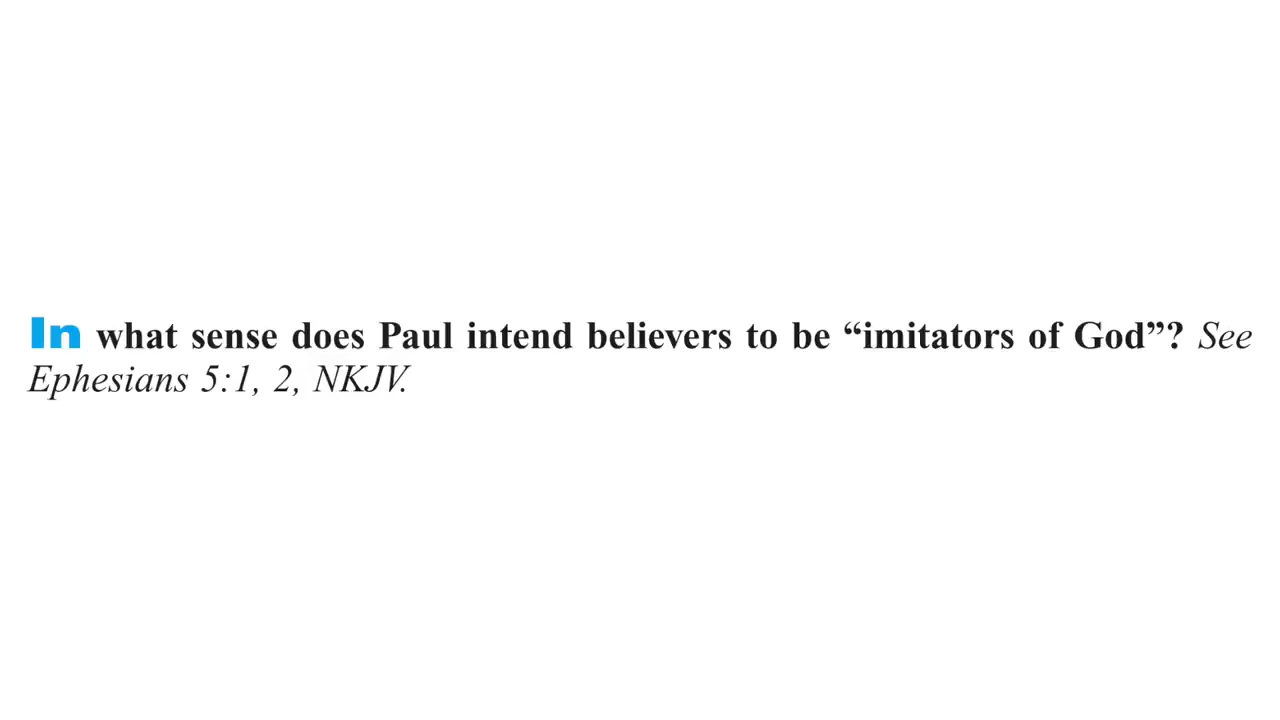 In what sense does Paul intend believers to be “imitators of God”? See
Ephesians 5:1, 2, NKJV.